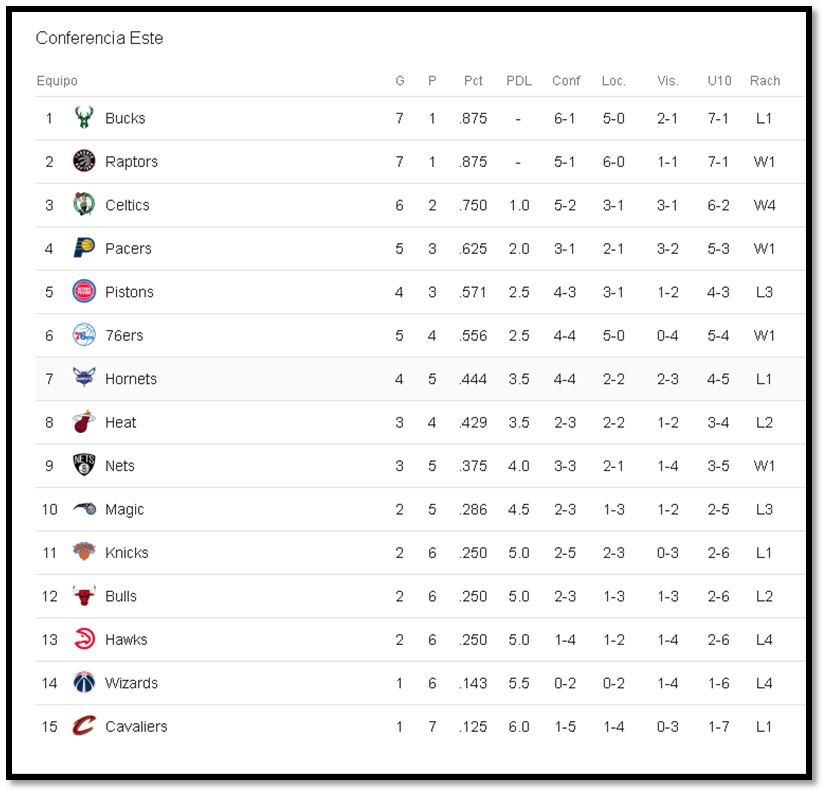 Conferencia Este
Equipo G P Pct PDL Conf Loc. Vis. U10 Rach
1 Bucks 7 1 .875 - 6-1 5-0 2-1 7-1 L1
2 Raptors 7 1 .875 - 5-1 6-0 1-1 7-1 W1
3 Celtics 6 2 .750 1.0 5-2 3-1 3-1 6-2 W4
4 Pacers 5 3 .625 2.0 3-1 2-1 3-2 5-3 W1
5 Pistons 4 3 .571 2.5 4-3 3-1 1-2 4-3 L3
6 76ers 5 4 .556 2.5 4-4 5-0 0-4 5-4 W1
7 Hornets 4 5 .444 3.5 4-4 2-2 2-3 4-5 L1
8 Heat 3 4 .429 3.5 2-3 2-2 1-2 3-4 L2
9 Nets 3 5 .375 4.0 3-3 2-1 1-4 3-5 W1
10 Magic 2 5 .286 4.5 2-3 1-3 1-2 2-5 L3
11 Knicks 2 6 .250 5.0 2-5 2-3 0-3 2-6 L1
12 Bulls 2 6 .250 5.0 2-3 1-3 1-3 2-6 L2
13 Hawks 2 6 .250 5.0 1-4 1-2 1-4 2-6 L4
14 Wizards 1 6 .143 5.5 0-2 0-2 1-4 1-6 L4
15 Cavaliers 1 7 .125 6.0 1-5 1-4 0-3 1-7 L1